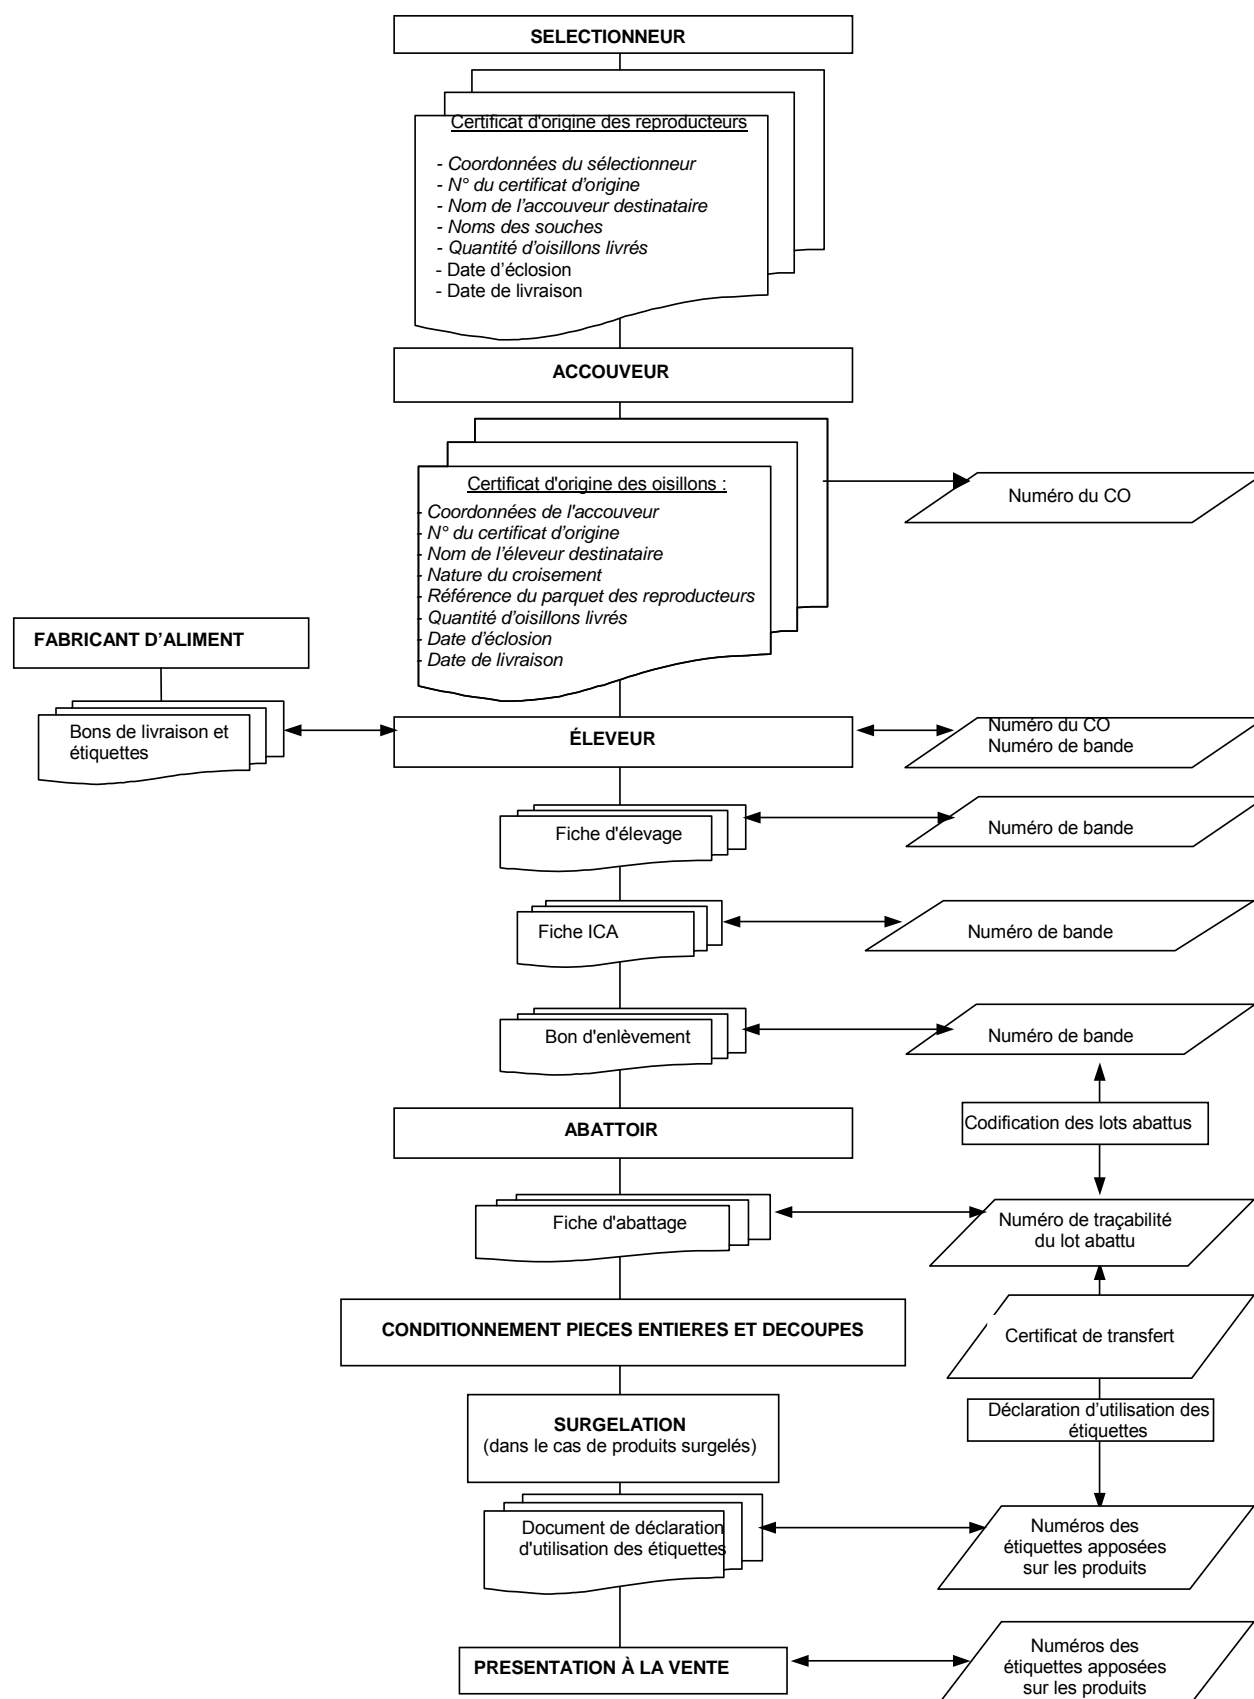 SELECTIONNEUR
Certificat d'origine des reproducteurs
- Coordonnées du sélectionneur
- N° du certificat d'origine
- Nom de l'accouveur destinataire
- Noms des souches
- Quantité d'oisillons livrés
- Date d'éclosion
- Date de livraison
ACCOUVEUR
Certificat d'origine des oisillons :
- Coordonnées de l'accouveur
- N° du certificat d'origine
- Nom de l'éleveur destinataire
- Nature du croisement
- Référence du parquet des reproducteurs
- Quantité d'oisillons livrés
- Date d'éclosion
- Date de livraison
Numéro du CO
FABRICANT D'ALIMENT
Bons de livraison et
étiquettes
ÉLEVEUR
Numéro du CO
Numéro de bande
Fiche d'élevage
Numéro de bande
Fiche ICA
Numéro de bande
Bon d'enlèvement
Numéro de bande
Codification des lots abattus
ABATTOIR
Fiche d'abattage
Numéro de traçabilité
du lot abattu
CONDITIONNEMENT PIECES ENTIERES ET DECOUPES
Certificat de transfert
SURGELATION
(dans le cas de produits surgelés)
Déclaration d'utilisation des
étiquettes
Document de déclaration
d'utilisation des étiquettes
Numéros des
étiquettes apposées
sur les produits
PRESENTATION À LA VENTE
Numéros des
étiquettes apposées
sur les produits